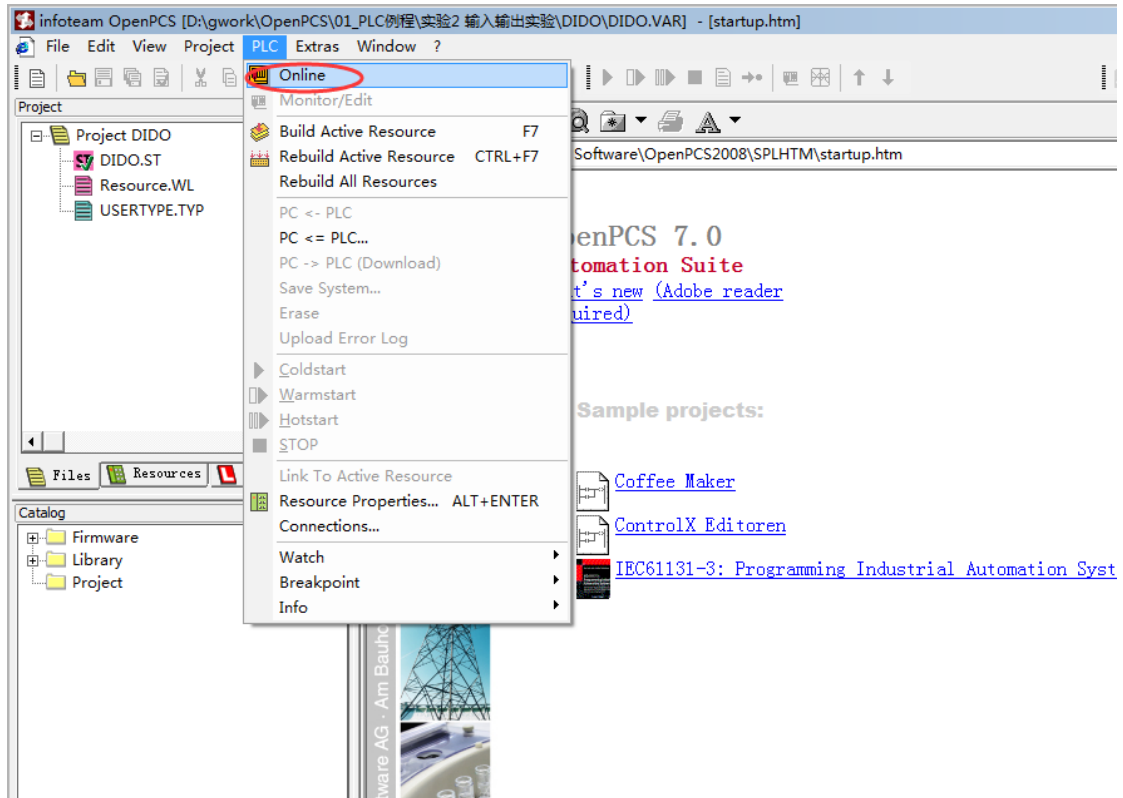 infoteam OpenPCS [D:\gwork\OpenPCS\01_PLC例程\实验2 输入输出实验\DIDO\DIDO.VAR] - [startup.htm]
File Edit View Project PLC Extras Window ?
Project
Project DIDO
DIDO.ST
Resource.WL
USERTYPE.TYP
Files Resources
Catalog
Firmware
Library
Project
Online
Monitor/Edit
Build Active Resource F7
Rebuild Active Resource CTRL+F7
Rebuild All Resources
PC <- PLC
PC <= PLC...
PC -> PLC (Download)
Save System...
Erase
Upload Error Log
Coldstart
Warmstart
Hotstart
STOP
Link To Active Resource
Resource Properties... ALT+ENTER
Connections...
Watch
Breakpoint
Info
Software\OpenPCS2008\SPLHTM\startup.htm
enPCS 7.0
tomation Suite
t's new (Adobe reader
uired)
Sample projects:
Coffee Maker
ControlX Editoren
IEC61131-3: Programming Industrial Automation Syst
ware AG · Am Bauho